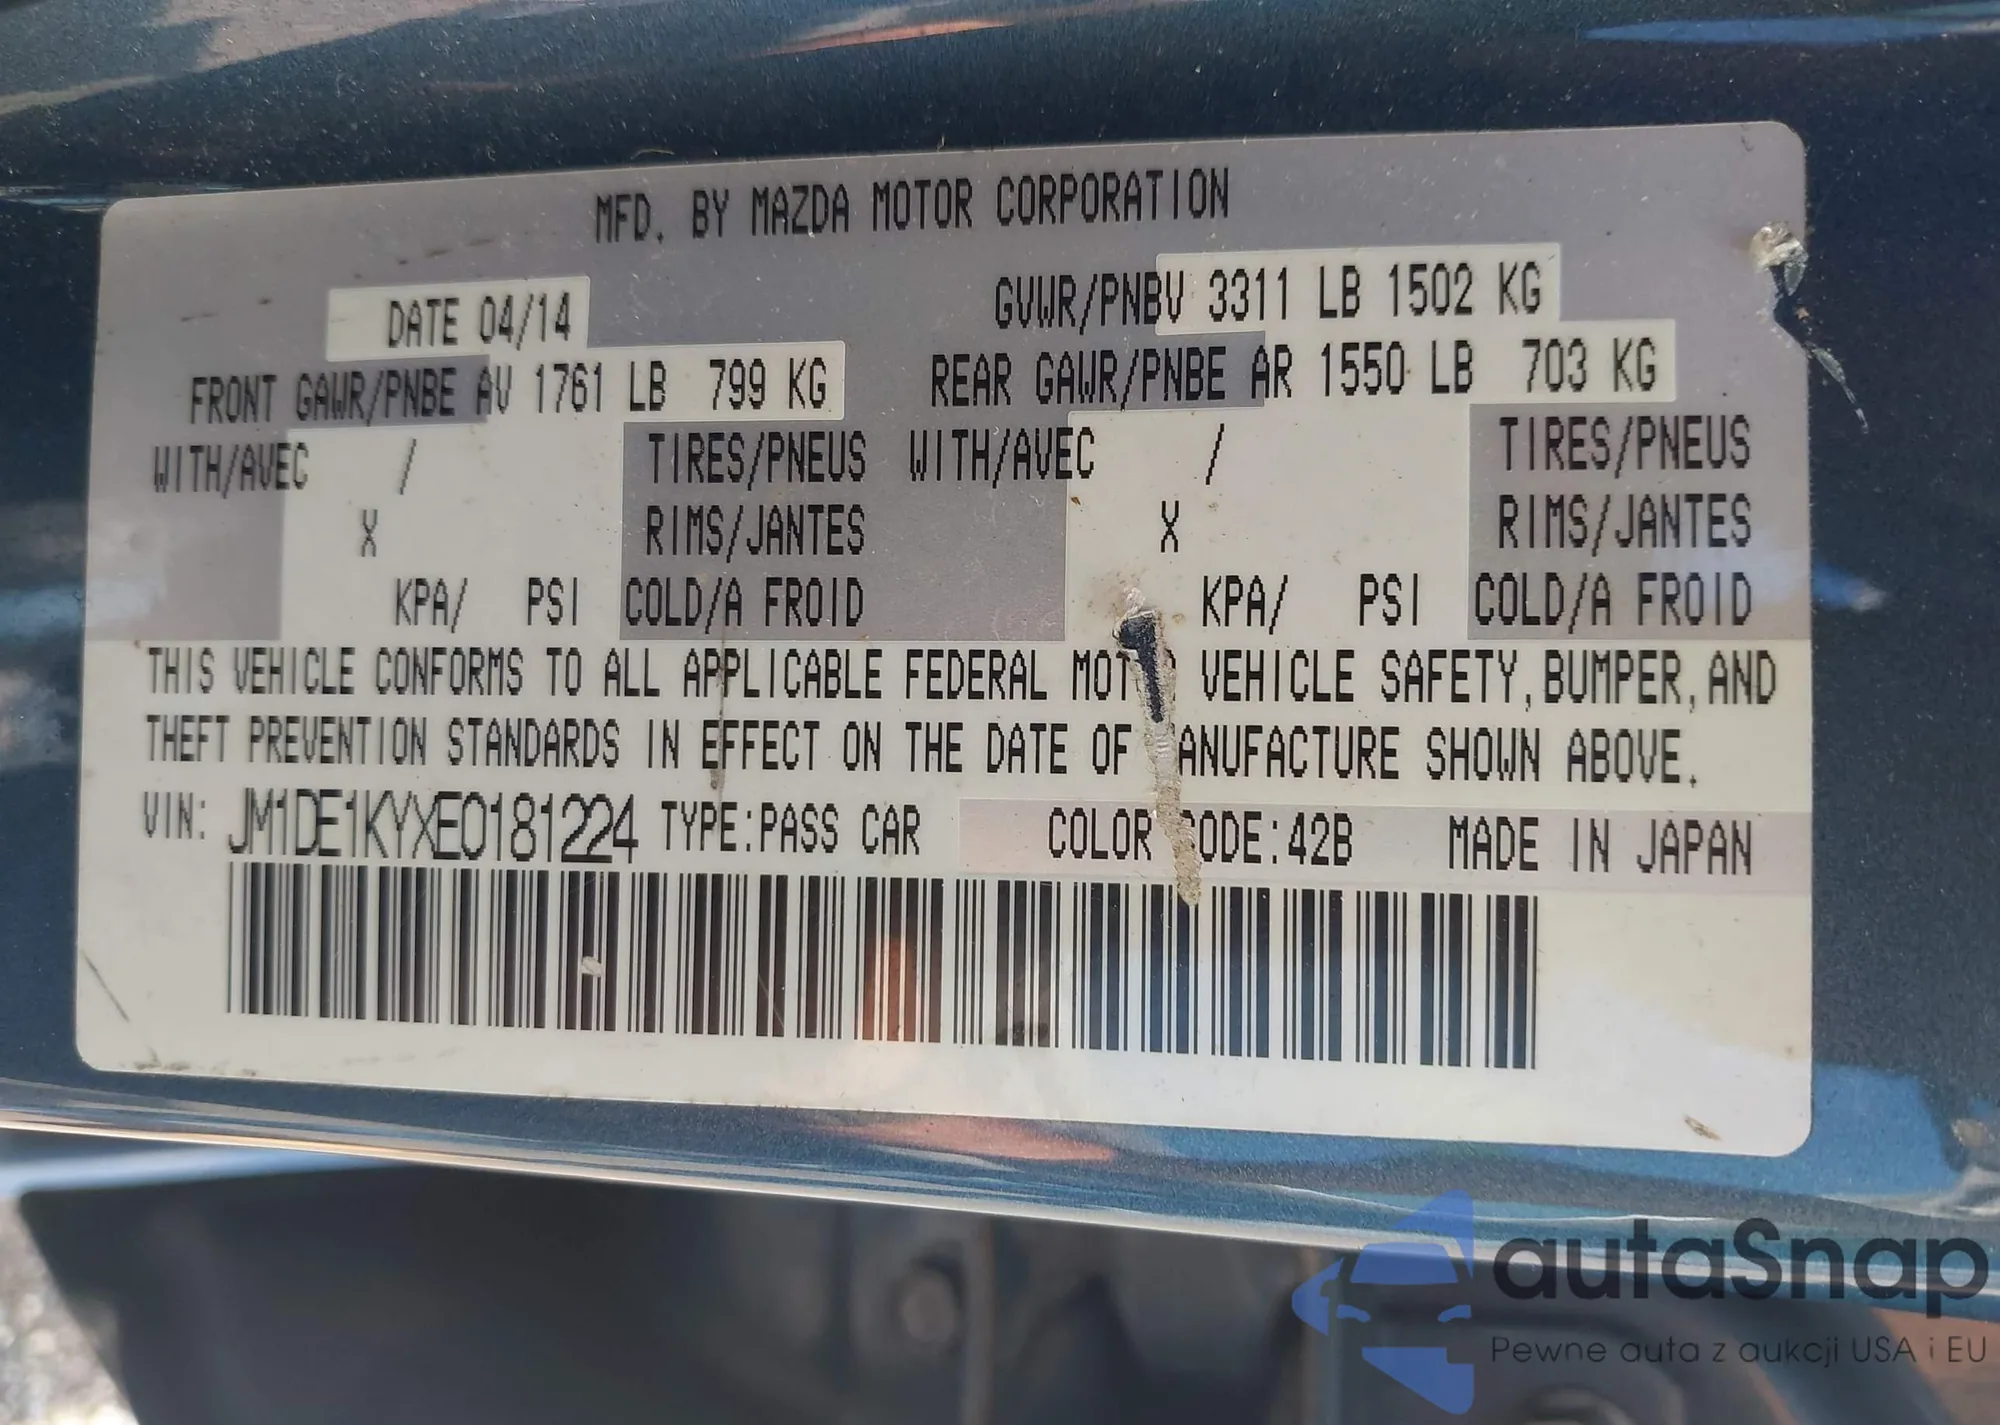 MFD. BY MAZDA MOTOR CORPORATION
DATE 04/14 GVWR/PNBV 3311 LB 1502 KG
FRONT GAWR/PNBE AV 1761 LB 799 KG REAR GAWR/PNBE AR 1550 LB 703 KG
WITH/AVEC / TIRES/PNEUS WITH/AVEC / TIRES/PNEUS
X RIMS/JANTES X RIMS/JANTES
KPA/ PSI COLD/A FROID KPA/ PSI COLD/A FROID
THIS VEHICLE CONFORMS TO ALL APPLICABLE FEDERAL MOTOR VEHICLE SAFETY, BUMPER, AND
THEFT PREVENTION STANDARDS IN EFFECT ON THE DATE OF MANUFACTURE SHOWN ABOVE.
VIN: JM1DE1KYXE0181224 TYPE:PASS CAR COLOR CODE:42B MADE IN JAPAN
autaSnap
Pewne auta z aukcji USA i EU